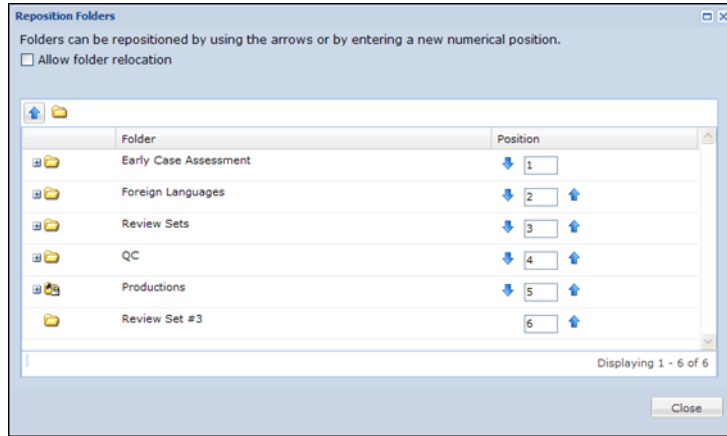 Reposition Folders
Folders can be repositioned by using the arrows or by entering a new numerical position.
Allow folder relocation
Folder Position
Early Case Assessment 1
Foreign Languages 2
Review Sets 3
QC 4
Productions 5
Review Set #3 6
Displaying 1 - 6 of 6
Close